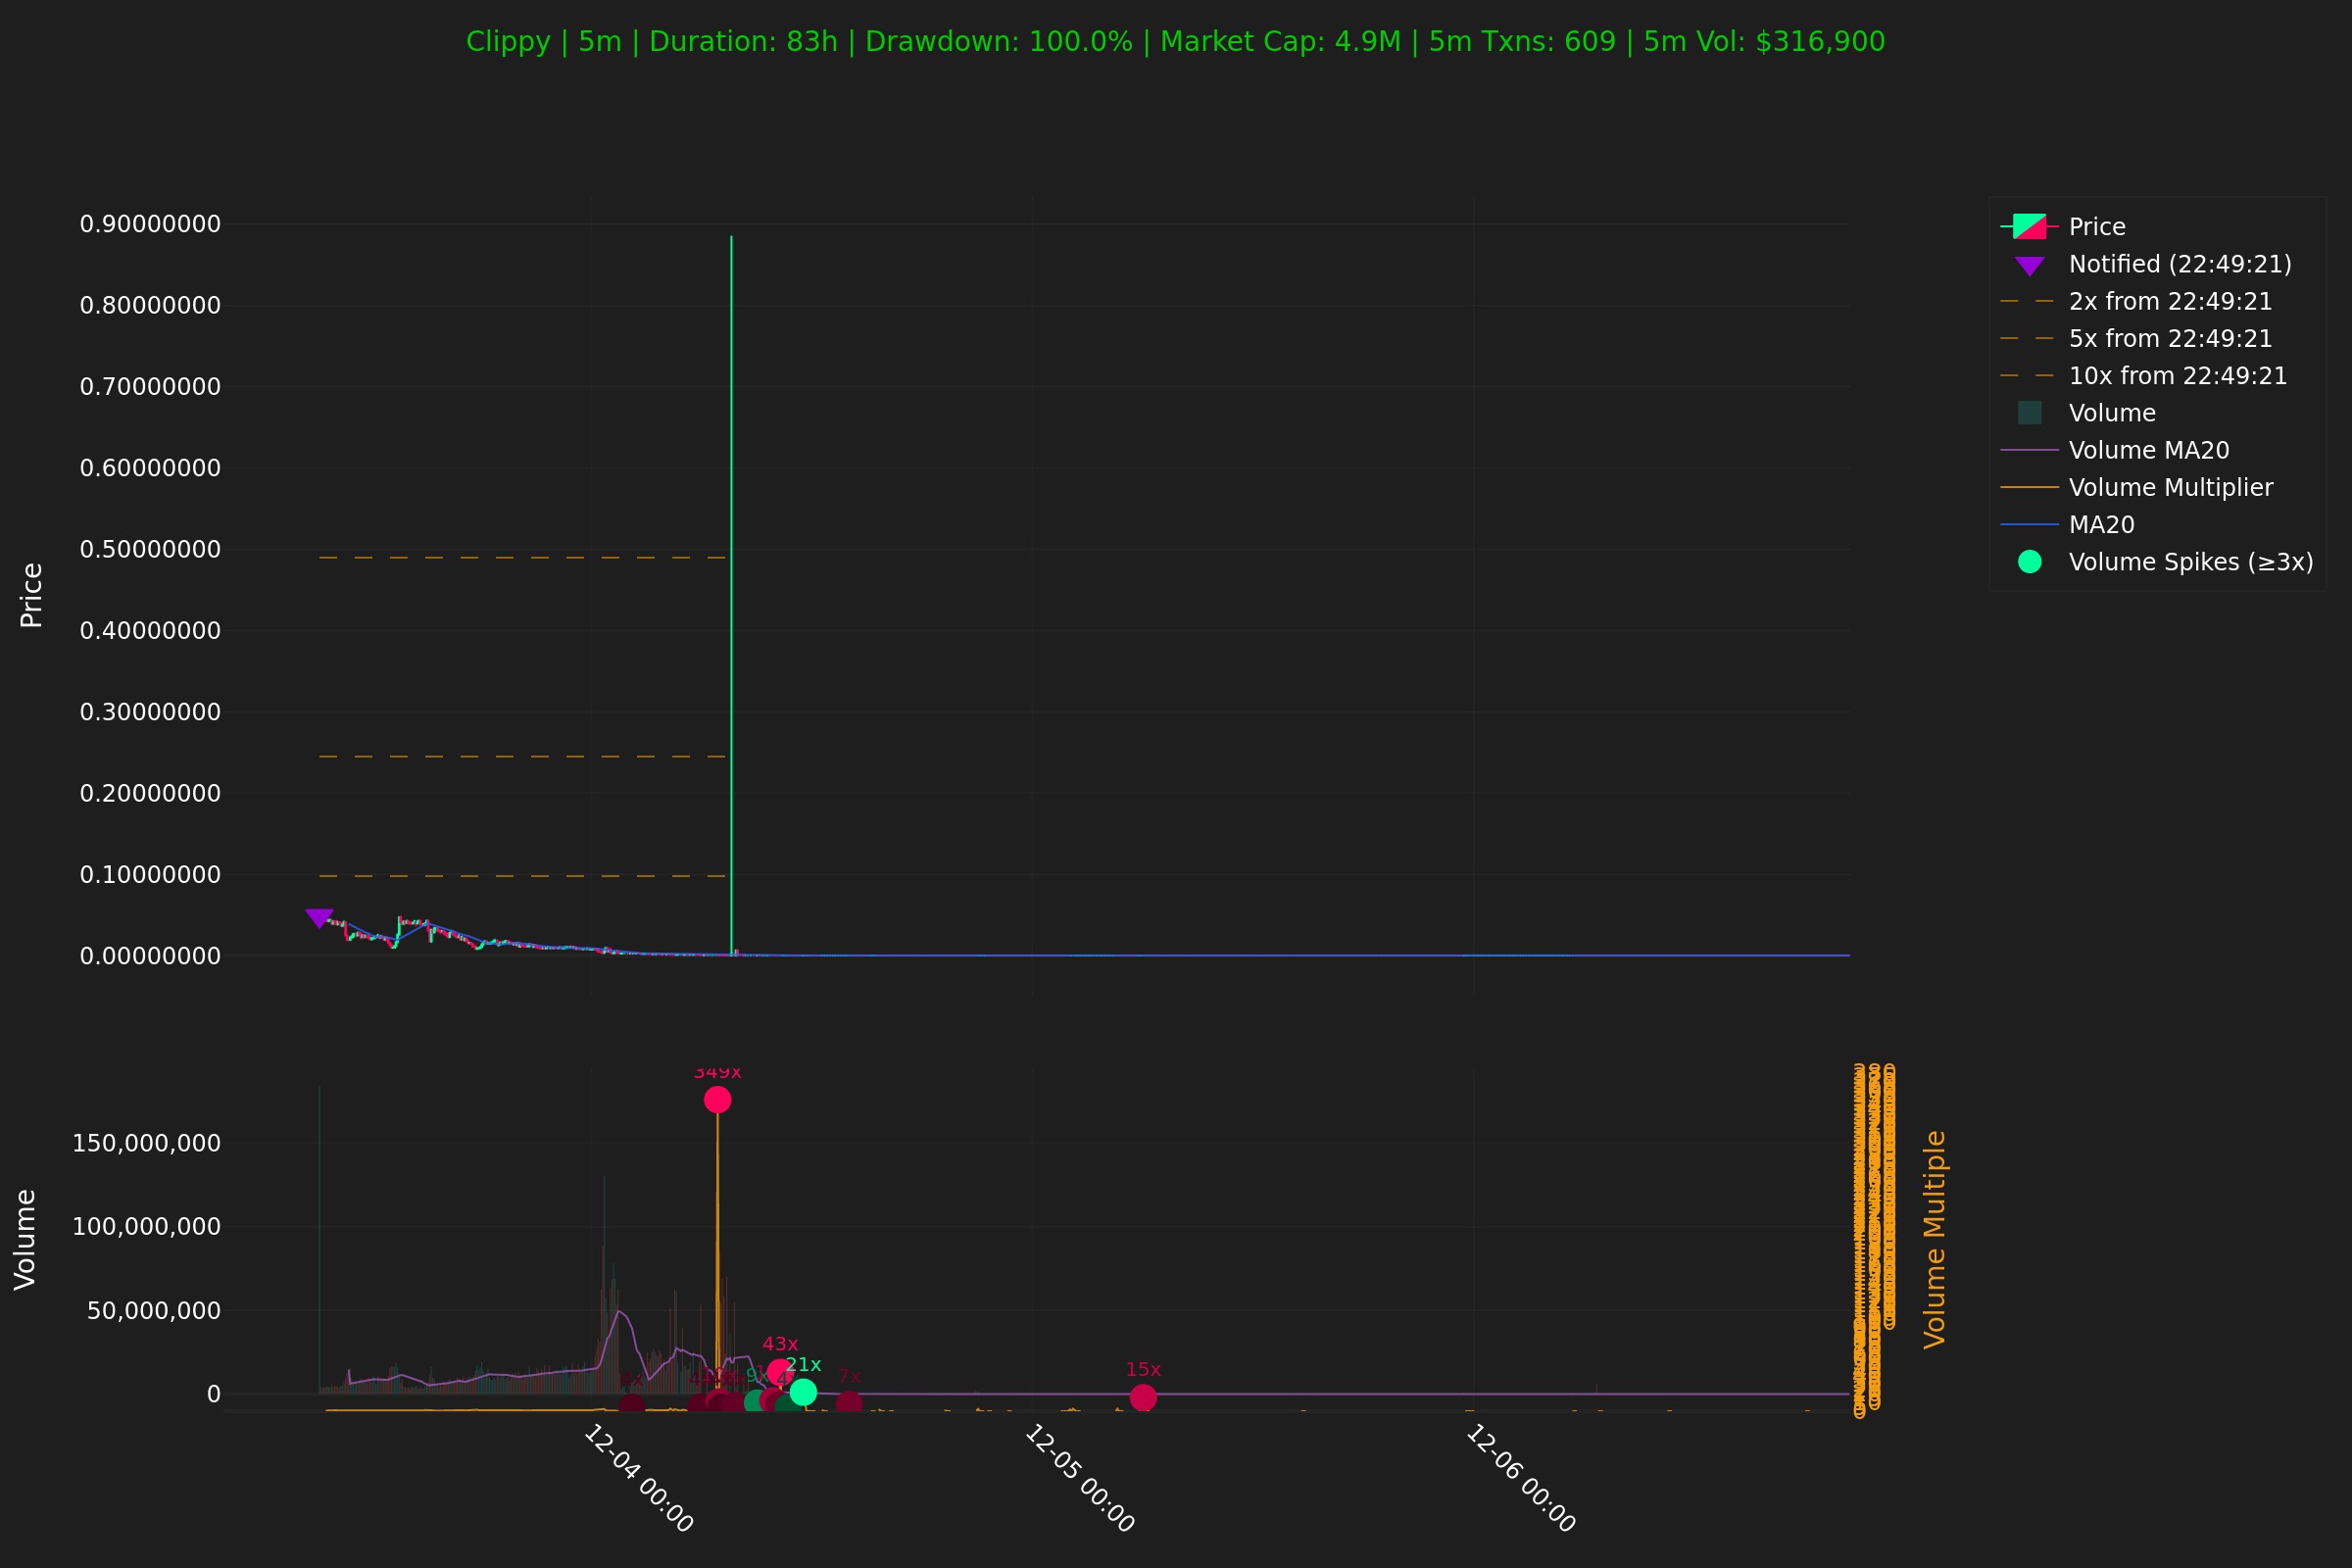 Clippy | 5m | Duration: 83h | Drawdown: 100.0% | Market Cap: 4.9M | 5m Txns: 609 | 5m Vol: $316,900
Price
0.90000000
0.80000000
0.70000000
0.60000000
0.50000000
0.40000000
0.30000000
0.20000000
0.10000000
0.00000000
Price
Notified (22:49:21)
2x from 22:49:21
5x from 22:49:21
10x from 22:49:21
Volume
Volume MA20
Volume Multiplier
MA20
Volume Spikes (≥3x)
Volume
150,000,000
100,000,000
50,000,000
0
349x
43x
21x
9x
7x
15x
Volume Multiple
12-04 00:00
12-05 00:00
12-06 00:00